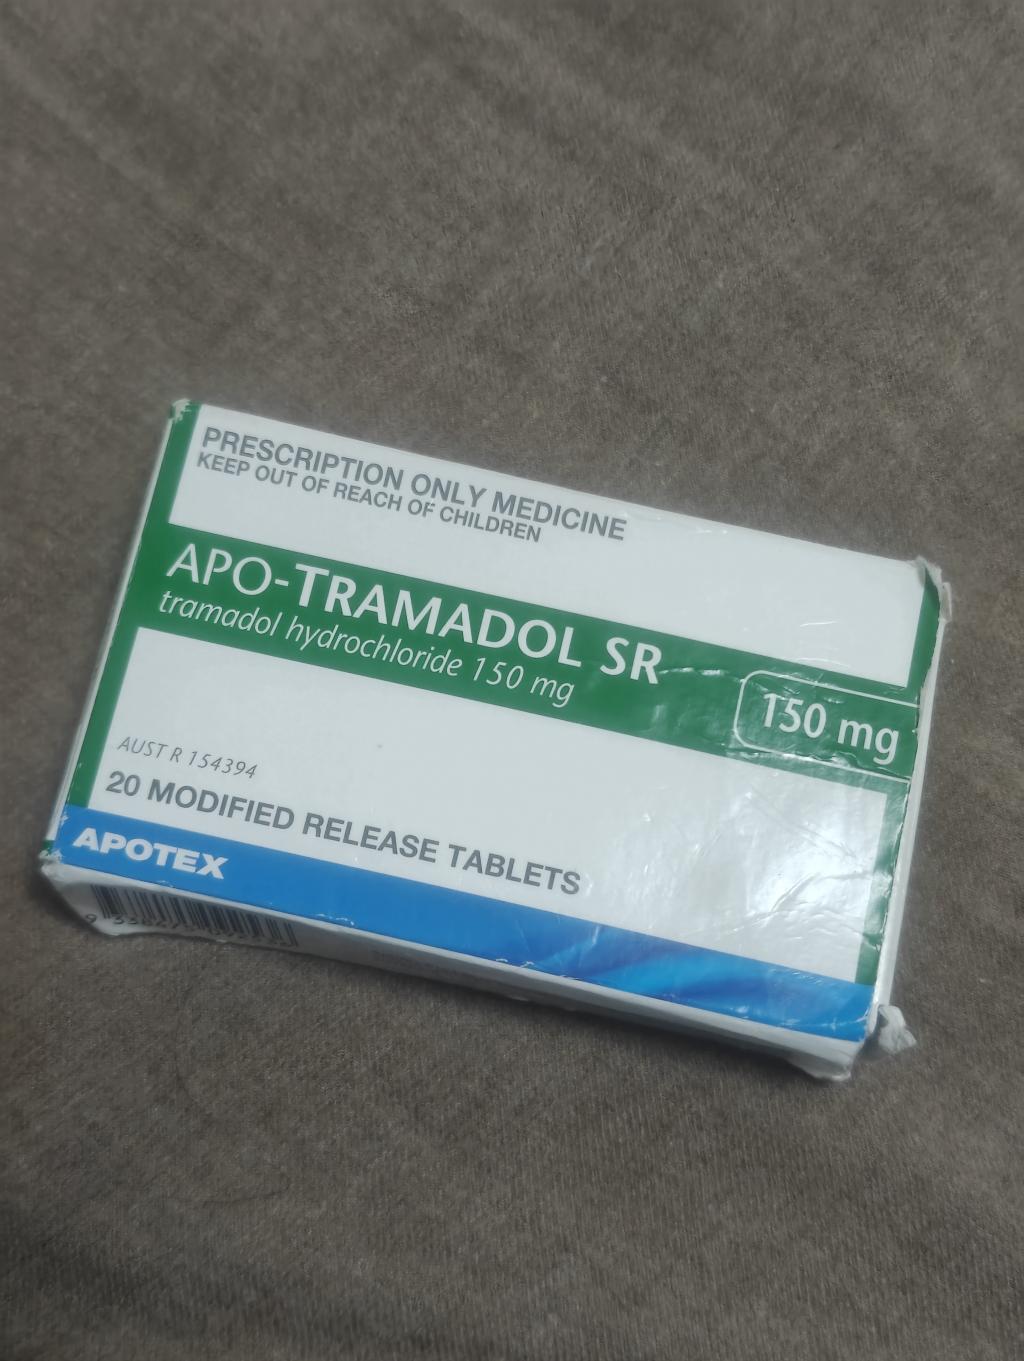 PRESCRIPTION ONLY MEDICINE
KEEP OUT OF REACH OF CHILDREN
APO-TRAMADOL SR
tramadol hydrochloride 150 mg
150 mg
AUST R 154394
20 MODIFIED RELEASE TABLETS
APOTEX